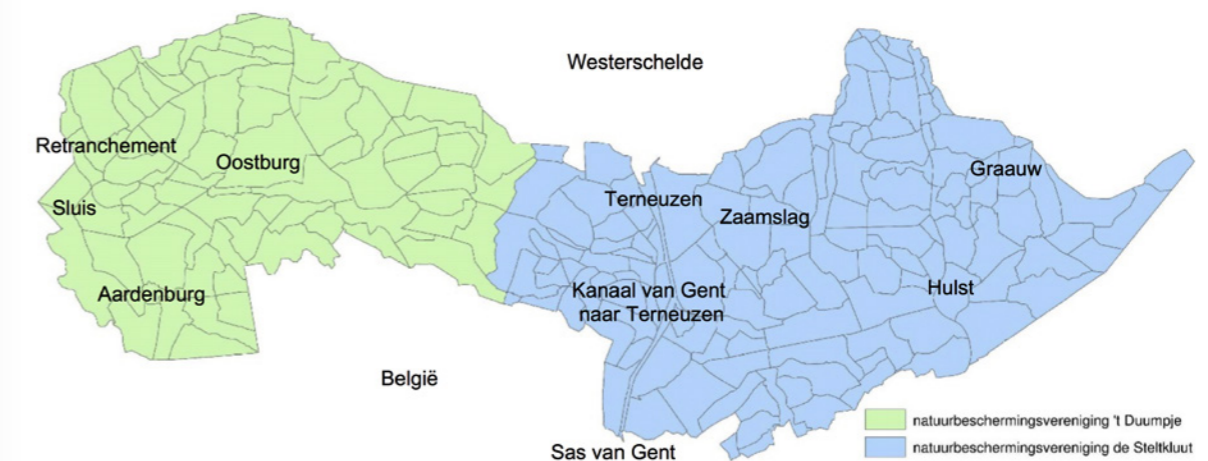 Westerschelde
Retranchement
Oostburg
Graauw
Terneuzen
Sluis
Zaamslag
Aardenburg
Kanaal van Gent
naar Terneuzen
Hulst
België
natuurbeschermingsvereniging 't Duumpje
natuurbeschermingsvereniging de Steltkluut
Sas van Gent